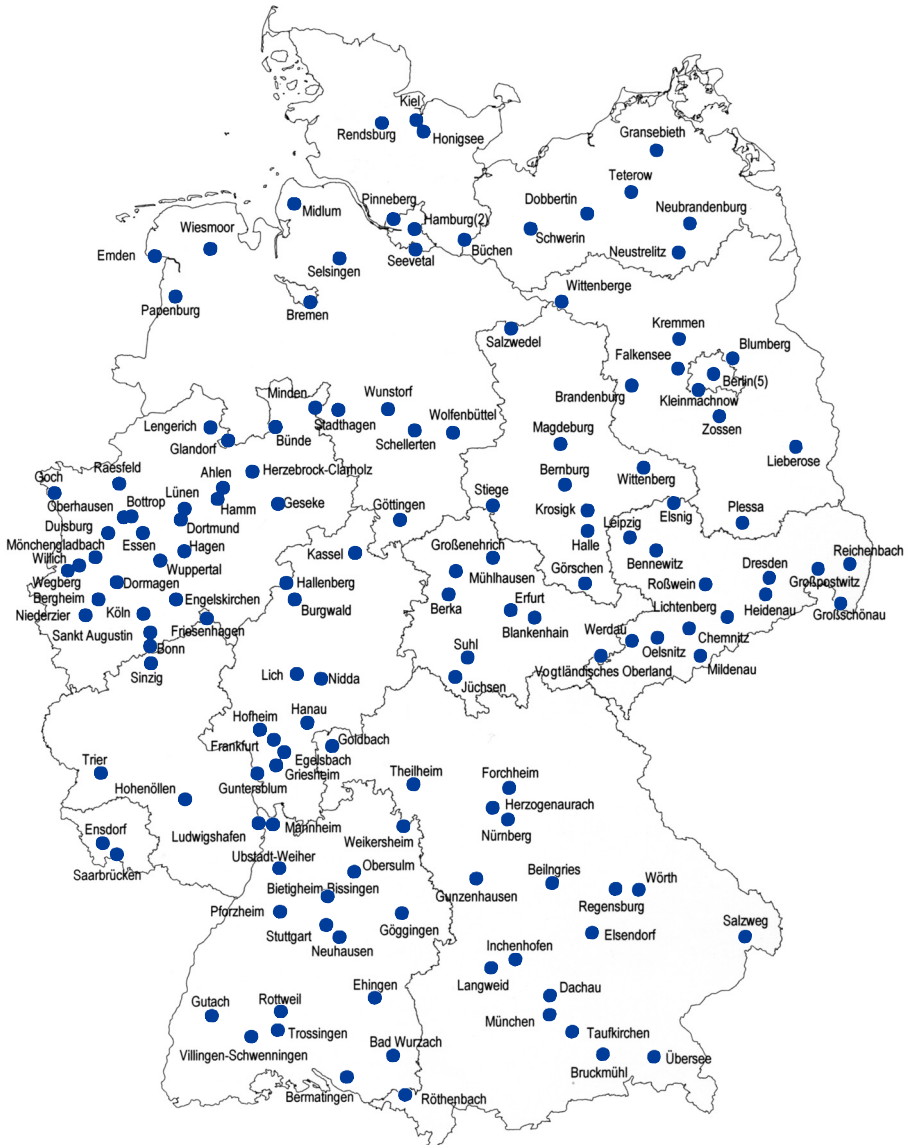 Kiel
Rendsburg
Honigsee
Gransebieth
Teterow
Dobbertin
Pinneberg
Midlum
Hamburg(2)
Neubrandenburg
Wiesmoor
Schwerin
Emden
Seevetal
Büchen
Neustrelitz
Selsingen
Wittenberge
Papenburg
Bremen
Salzwedel
Kremmen
Falkensee
Blumberg
Berlin(5)
Brandenburg
Kleinmachnow
Minden
Wunstorf
Stadthagen
Wolfenbüttel
Zossen
Lengerich
Bünde
Schellerten
Magdeburg
Glandorf
Lieberose
Raesfeld
Ahlen
Herzebrock-Clarholz
Bernburg
Wittenberg
Goch
Oberhausen
Bottrop
Lünen
Hamm
Geseke
Göttingen
Stiege
Krosigk
Elsnig
Plessa
Duisburg
Dortmund
Leipzig
Mönchengladbach
Essen
Hagen
Kassel
Großenehrich
Halle
Bennewitz
Reichenbach
Willich
Wuppertal
Mühlhausen
Görschen
Dresden
Großpostwitz
Wegberg
Dormagen
Hallenberg
Roßwein
Bergheim
Engelskirchen
Burgwald
Berka
Erfurt
Lichtenberg
Heidenau
Großschönau
Niederzier
Köln
Friesenhagen
Blankenhain
Werdau
Chemnitz
Sankt Augustin
Oelsnitz
Bonn
Suhl
Vogtländisches Oberland
Mildenau
Sinzig
Lich
Nidda
Jüchsen
Hanau
Hofheim
Frankfurt
Goldbach
Egelsbach
Trier
Griesheim
Theilheim
Forchheim
Hohenöllen
Guntersblum
Herzogenaurach
Ensdorf
Ludwigshafen
Mannheim
Nürnberg
Weikersheim
Saarbrücken
Ubstadt-Weiher
Obersulm
Beilngries
Bietigheim-Bissingen
Gunzenhausen
Wörth
Regensburg
Pforzheim
Salzweg
Stuttgart
Göggingen
Elsendorf
Neuhausen
Inchenhofen
Langweid
Ehingen
Dachau
Gutach
Rottweil
München
Trossingen
Taufkirchen
Villingen-Schwenningen
Bad Wurzach
Übersee
Bruckmühl
Bermatingen
Röthenbach